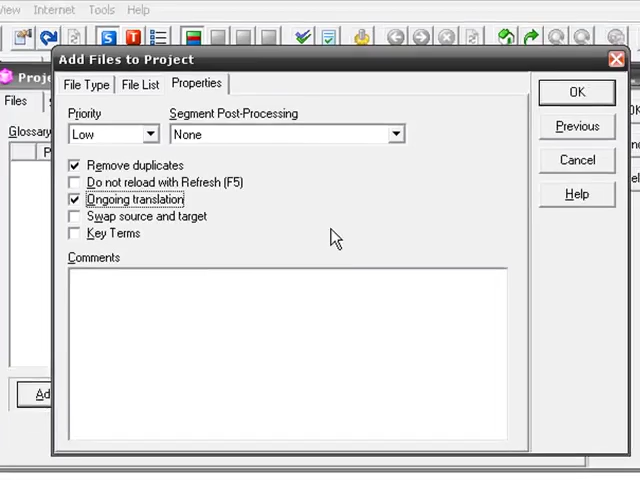 View Internet Tools Help
Add Files to Project
File Type File List Properties
Priority Segment Post-Processing
Low None
Remove duplicates
Do not reload with Refresh (F5)
Ongoing translation
Swap source and target
Key Terms
Comments
OK
Previous
Cancel
Help
Files
S T